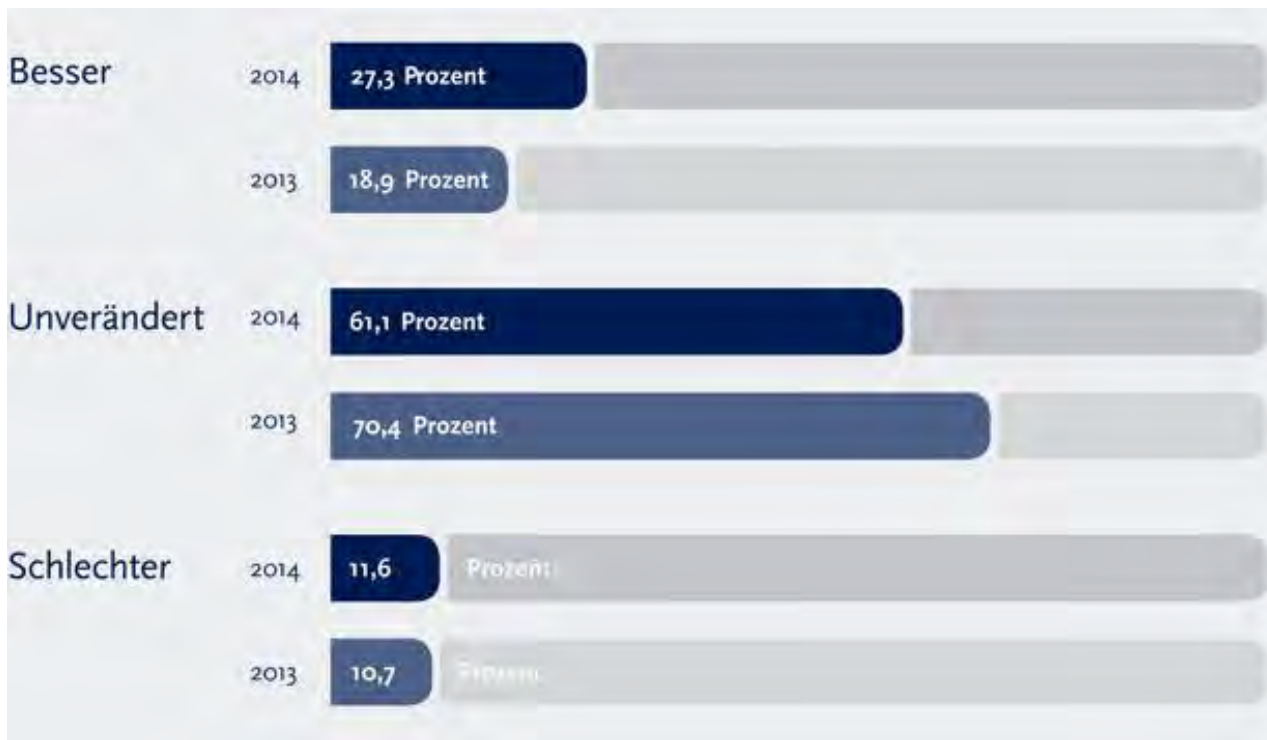 Besser 2014 27,3 Prozent
2013 18,9 Prozent
Unverändert 2014 61,1 Prozent
2013 70,4 Prozent
Schlechter 2014 11,6 Prozent
2013 10,7 Prozent